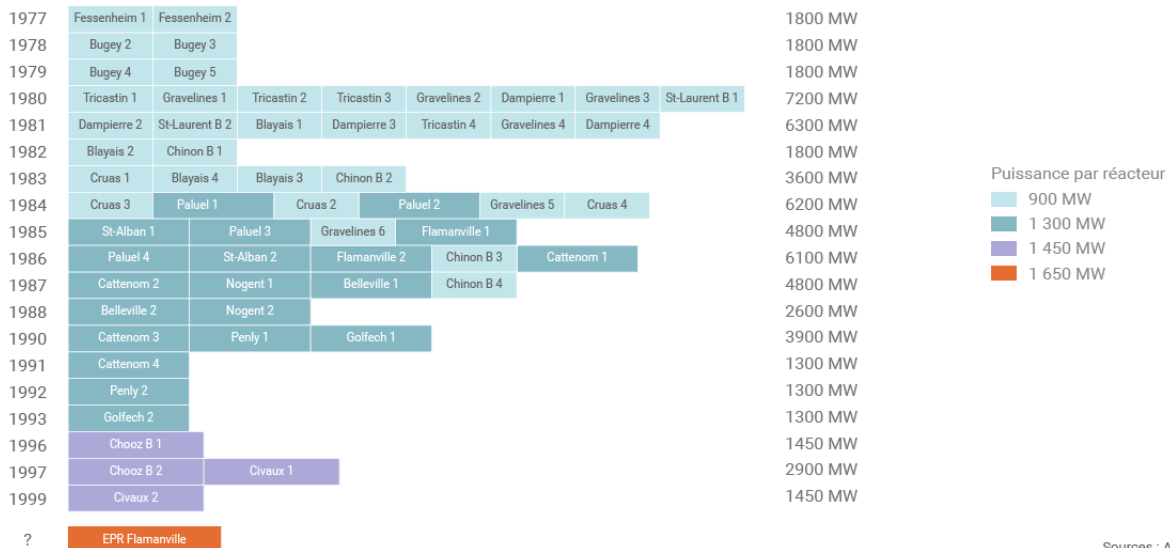 1977 Fessenheim 1 Fessenheim 2 1800 MW
1978 Bugey 2 Bugey 3 1800 MW
1979 Bugey 4 Bugey 5 1800 MW
1980 Tricastin 1 Gravelines 1 Tricastin 2 Tricastin 3 Gravelines 2 Dampierre 1 Gravelines 3 St-Laurent B 1 7200 MW
1981 Dampierre 2 St-Laurent B 2 Blayais 1 Dampierre 3 Tricastin 4 Gravelines 4 Dampierre 4 6300 MW
1982 Blayais 2 Chinon B 1 1800 MW
1983 Cruas 1 Blayais 4 Blayais 3 Chinon B 2 3600 MW
1984 Cruas 3 Paluel 1 Cruas 2 Paluel 2 Gravelines 5 Cruas 4 6200 MW
1985 St-Alban 1 Paluel 3 Gravelines 6 Flamanville 1 4800 MW
1986 Paluel 4 St-Alban 2 Flamanville 2 Chinon B 3 Cattenom 1 6100 MW
1987 Cattenom 2 Nogent 1 Belleville 1 Chinon B 4 4800 MW
1988 Belleville 2 Nogent 2 2600 MW
1990 Cattenom 3 Penly 1 Golfech 1 3900 MW
1991 Cattenom 4 1300 MW
1992 Penly 2 1300 MW
1993 Golfech 2 1300 MW
1996 Chooz B 1 1450 MW
1997 Chooz B 2 Civaux 1 2900 MW
1999 Civaux 2 1450 MW
? EPR Flamanville
Puissance par réacteur
900 MW
1 300 MW
1 450 MW
1 650 MW
Sources : A